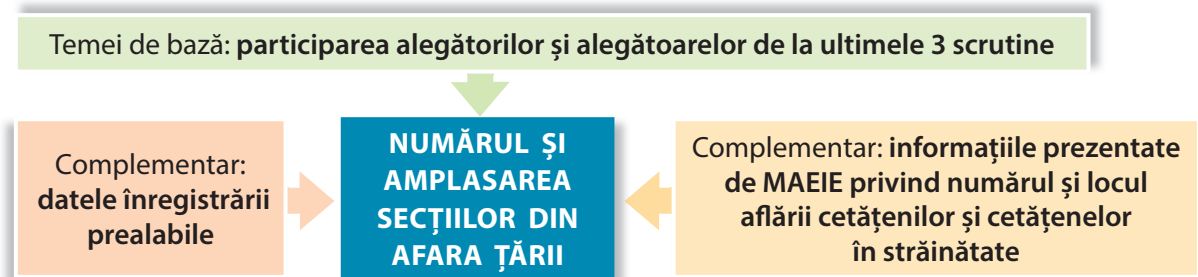 Temei de bază: participarea alegătorilor și alegătoarelor de la ultimele 3 scrutine
Complementar:
datele înregistrării
prealabile
NUMĂRUL ȘI
AMPLASAREA
SECȚIILOR DIN
AFARA ȚĂRII
Complementar: informațiile prezentate
de MAEIE privind numărul și locul
aflării cetățenilor și cetățenelor
în străinătate